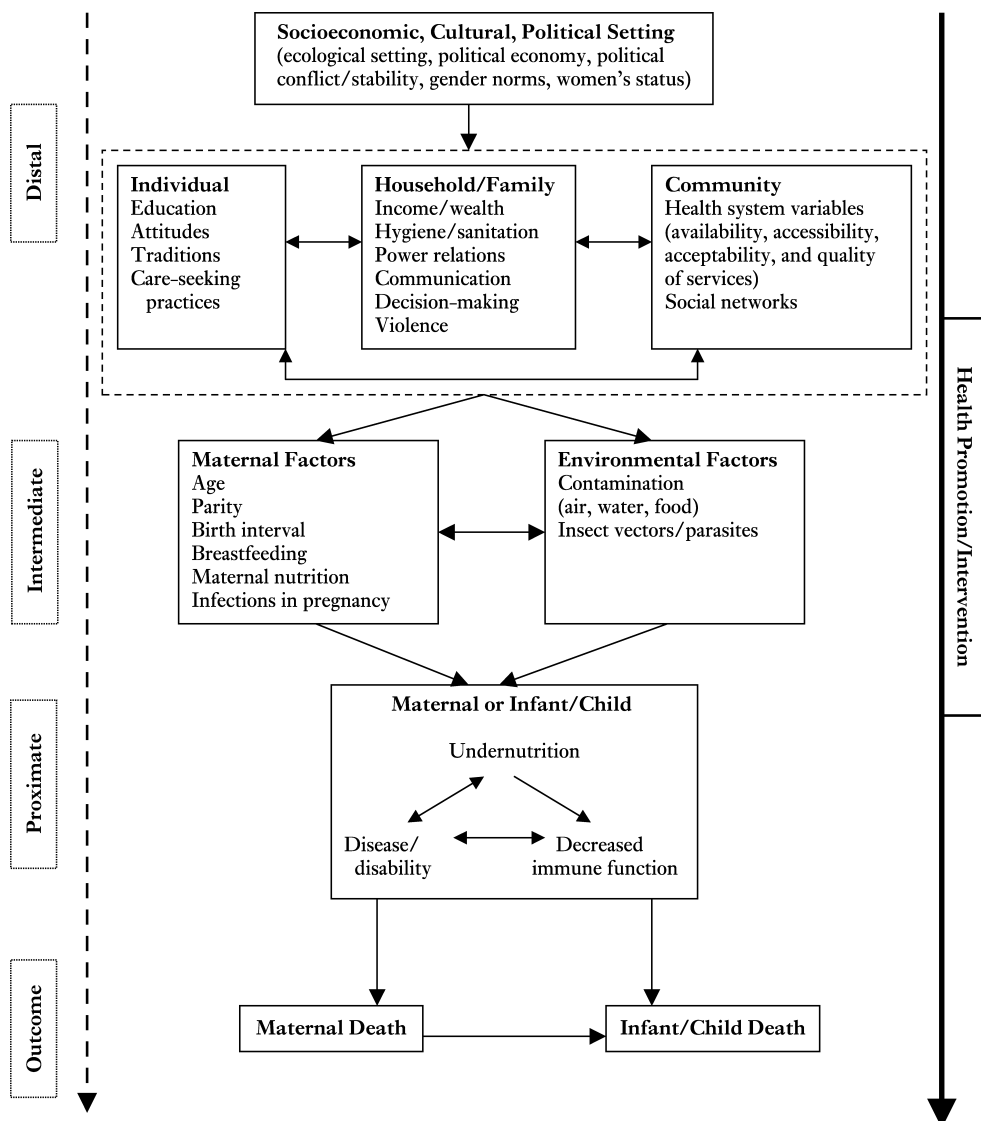 Socioeconomic, Cultural, Political Setting
(ecological setting, political economy, political
conflict/stability, gender norms, women's status)
Distal
Individual
Education
Attitudes
Traditions
Care-seeking
practices
Household/Family
Income/wealth
Hygiene/sanitation
Power relations
Communication
Decision-making
Violence
Community
Health system variables
(availability, accessibility,
acceptability, and quality
of services)
Social networks
Health Promotion/Intervention
Intermediate
Maternal Factors
Age
Parity
Birth interval
Breastfeeding
Maternal nutrition
Infections in pregnancy
Environmental Factors
Contamination
(air, water, food)
Insect vectors/parasites
Proximate
Maternal or Infant/Child
Undernutrition
Disease/
disability
Decreased
immune function
Outcome
Maternal Death
Infant/Child Death